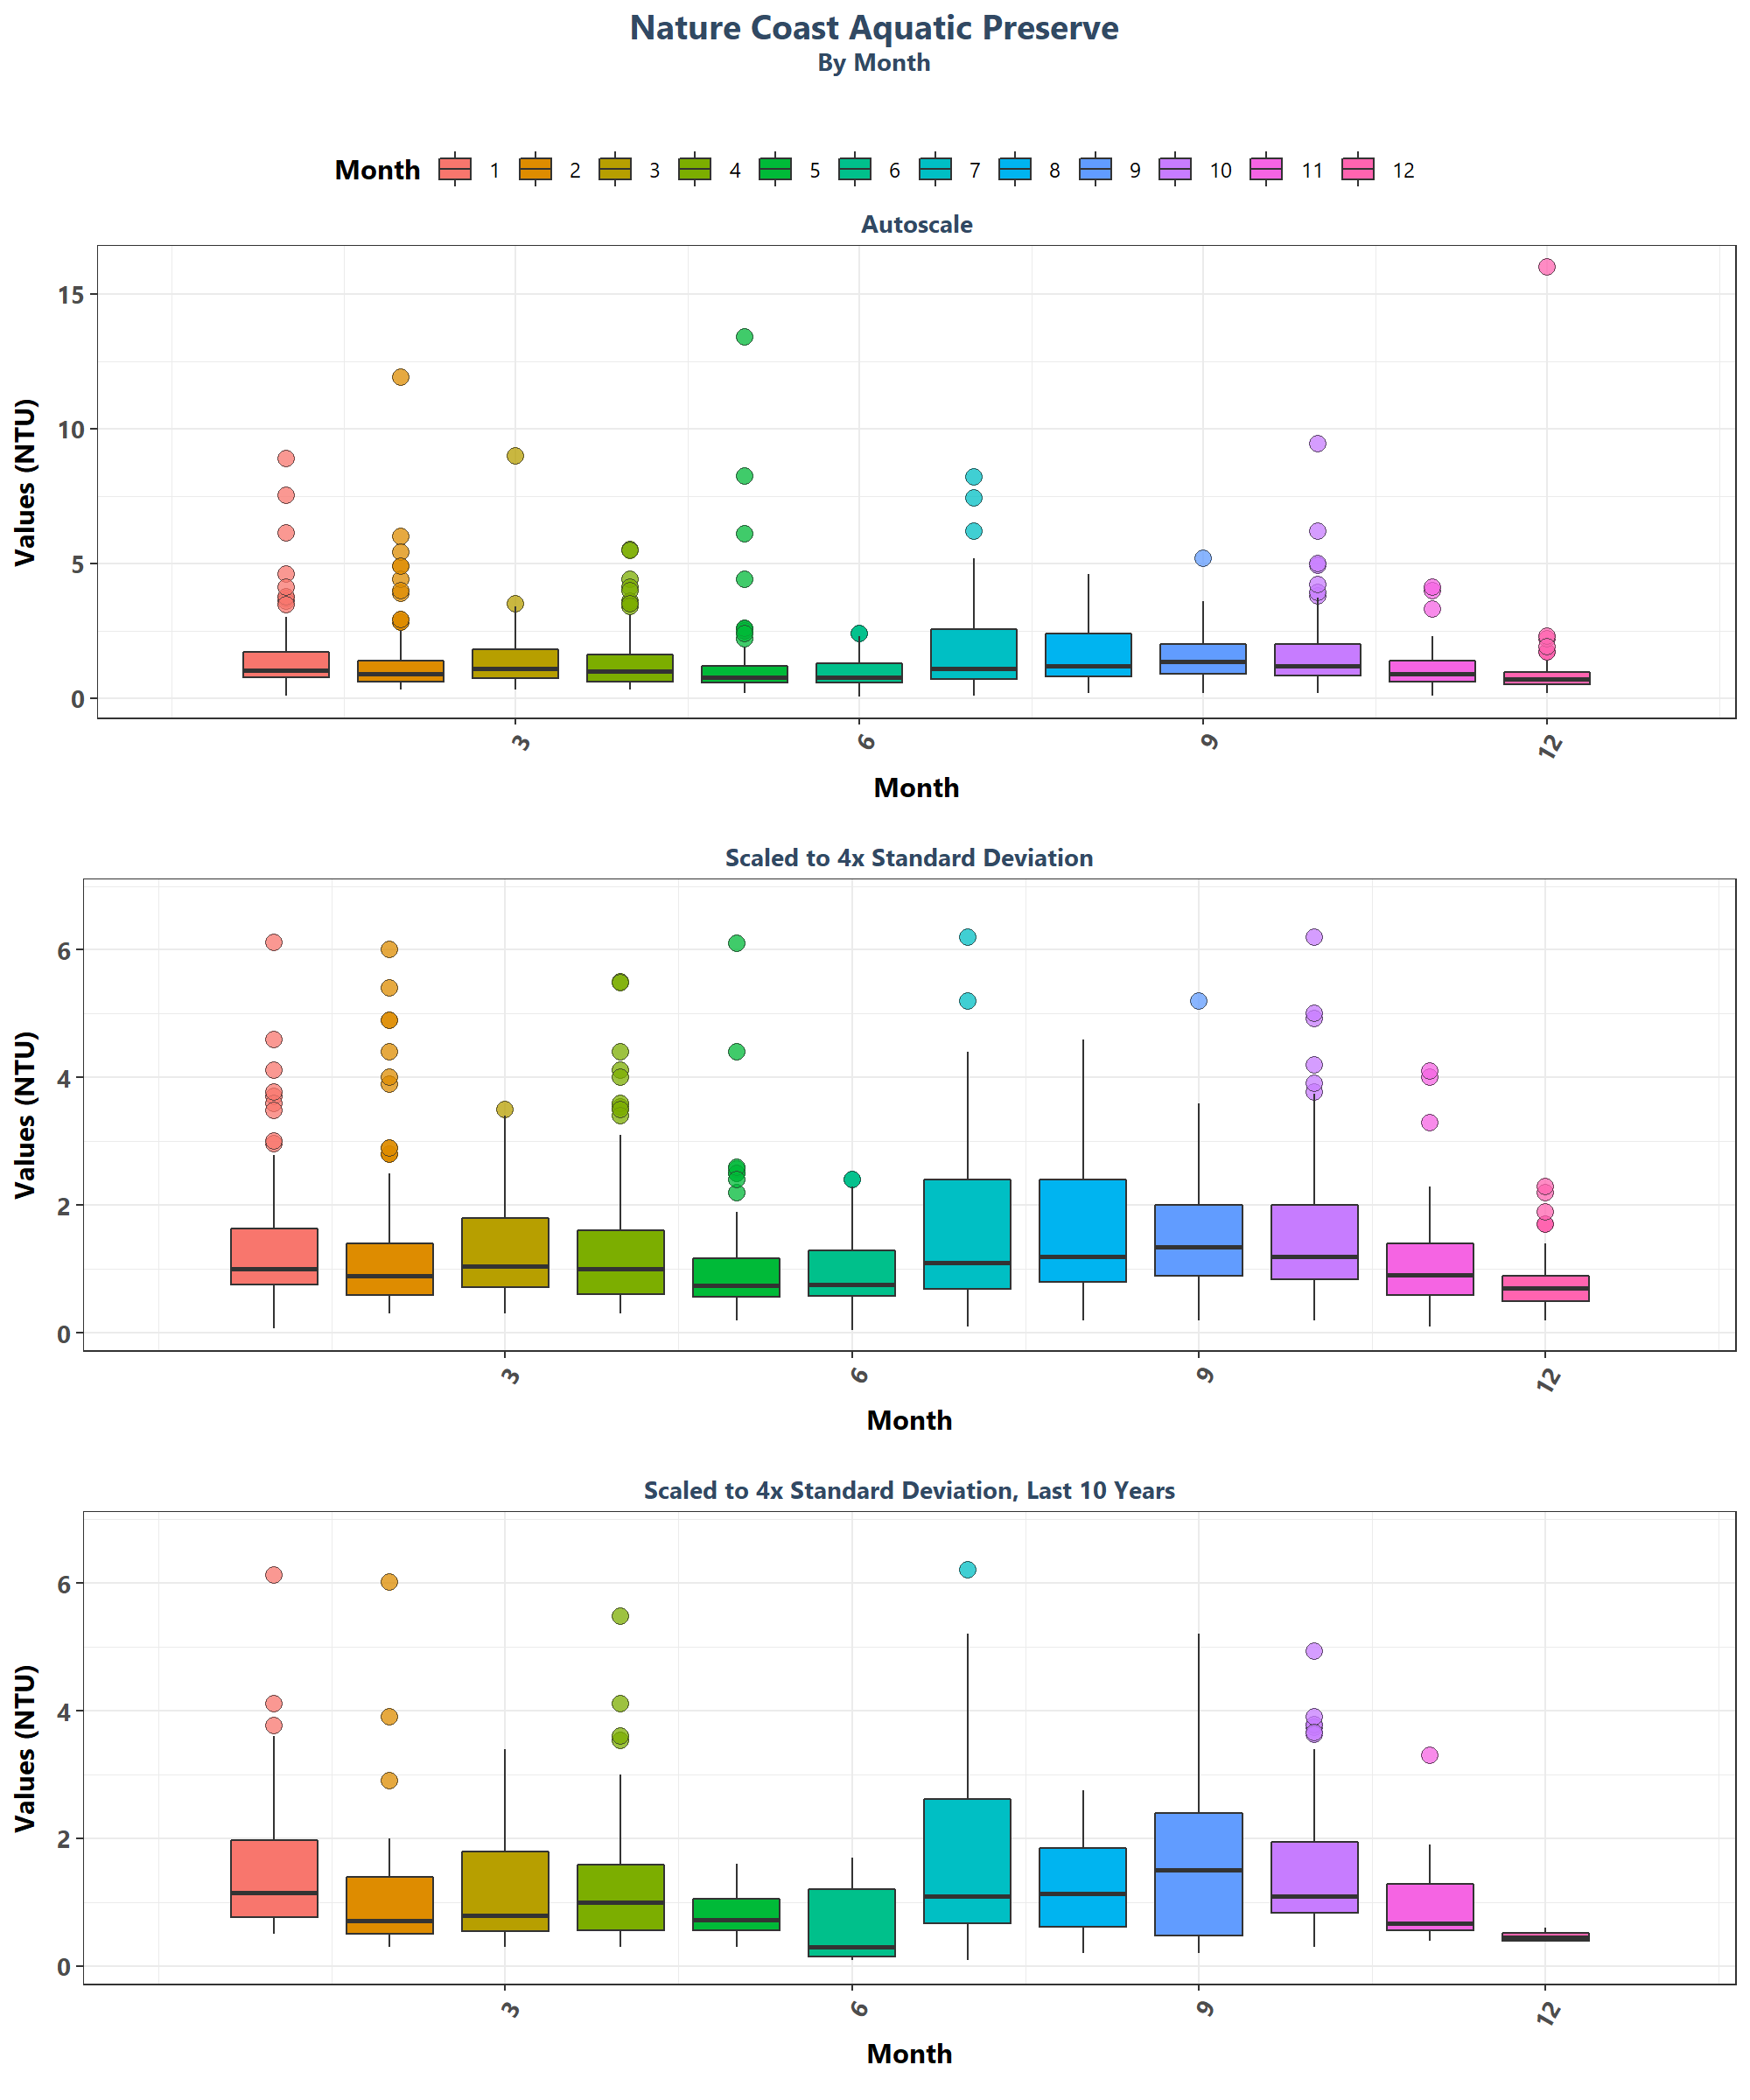 Nature Coast Aquatic Preserve
By Month
Month 1 2 3 4 5 6 7 8 9 10 11 12
Autoscale
Values (NTU)
15
10
5
0
3 6 9 12
Month
Scaled to 4x Standard Deviation
Values (NTU)
6
4
2
0
3 6 9 12
Month
Scaled to 4x Standard Deviation, Last 10 Years
Values (NTU)
6
4
2
0
3 6 9 12
Month